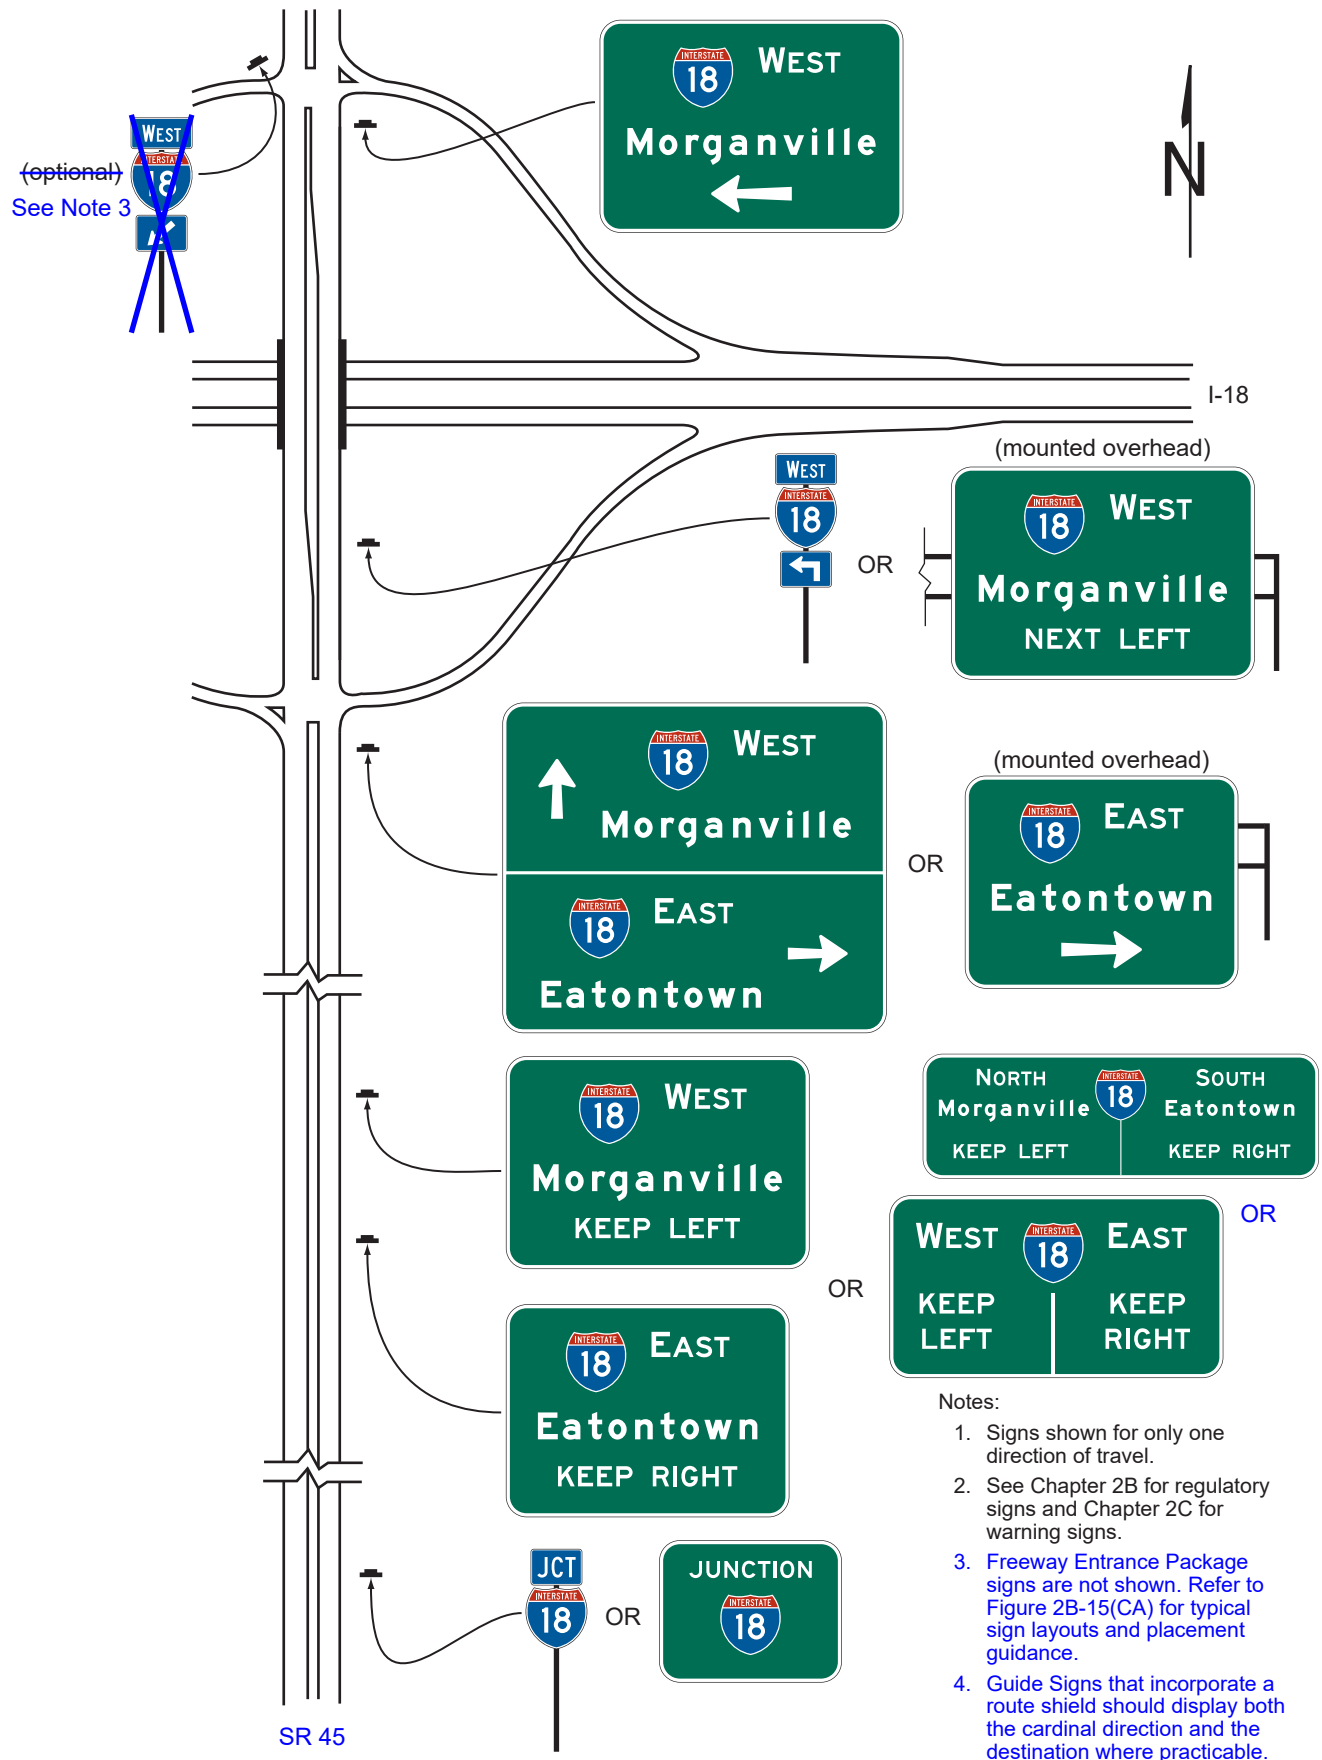 INTERSTATE
18
WEST
Morganville
N
WEST
INTERSTATE
18
(optional)
See Note 3
I-18
(mounted overhead)
WEST
INTERSTATE
18
OR
INTERSTATE
18
WEST
Morganville
NEXT LEFT
INTERSTATE
18
WEST
Morganville
INTERSTATE
18
EAST
Eatontown
OR
(mounted overhead)
INTERSTATE
18
EAST
Eatontown
INTERSTATE
18
WEST
Morganville
KEEP LEFT
NORTH
Morganville
KEEP LEFT
INTERSTATE
18
SOUTH
Eatontown
KEEP RIGHT
OR
WEST
INTERSTATE
18
EAST
KEEP
LEFT
KEEP
RIGHT
OR
INTERSTATE
18
EAST
Eatontown
KEEP RIGHT
JCT
INTERSTATE
18
OR
JUNCTION
INTERSTATE
18
SR 45
Notes:
1. Signs shown for only one
direction of travel.
2. See Chapter 2B for regulatory
signs and Chapter 2C for
warning signs.
3. Freeway Entrance Package
signs are not shown. Refer to
Figure 2B-15(CA) for typical
sign layouts and placement
guidance.
4. Guide Signs that incorporate a
route shield should display both
the cardinal direction and the
destination where practicable.